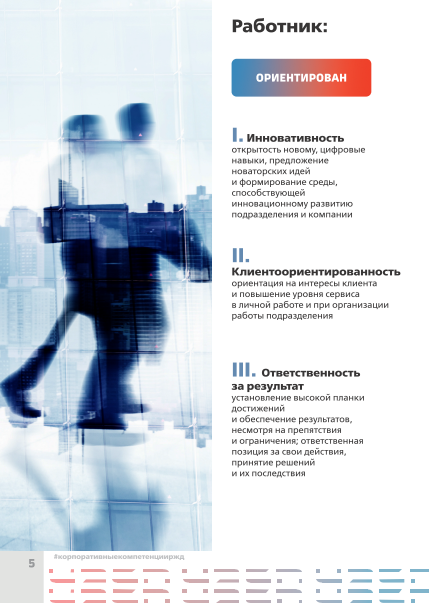 Работник:
ОРИЕНТИРОВАН
I. Инновативность
открытость новому, цифровые
навыки, предложение
новаторских идей
и формирование среды,
способствующей
инновационному развитию
подразделения и компании
II.
Клиентоориентированность
ориентация на интересы клиента
и повышение уровня сервиса
в личной работе и при организации
работы подразделения
III. Ответственность
за результат
установление высокой планки
достижений
и обеспечение результатов,
несмотря на препятствия
и ограничения; ответственная
позиция за свои действия,
принятие решений
и их последствия
5
#корпоративныекомпетенцииржд